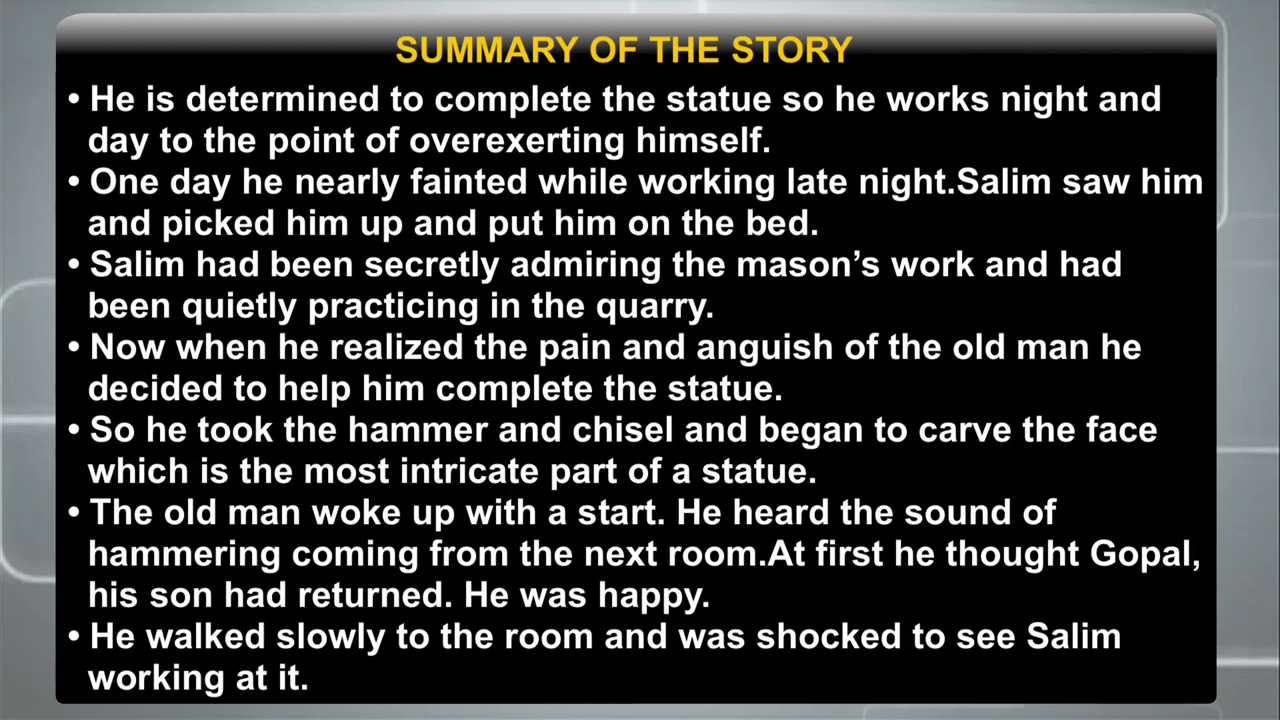 SUMMARY OF THE STORY
• He is determined to complete the statue so he works night and
day to the point of overexerting himself.
• One day he nearly fainted while working late night.Salim saw him
and picked him up and put him on the bed.
• Salim had been secretly admiring the mason’s work and had
been quietly practicing in the quarry.
• Now when he realized the pain and anguish of the old man he
decided to help him complete the statue.
• So he took the hammer and chisel and began to carve the face
which is the most intricate part of a statue.
• The old man woke up with a start. He heard the sound of
hammering coming from the next room.At first he thought Gopal,
his son had returned. He was happy.
• He walked slowly to the room and was shocked to see Salim
working at it.